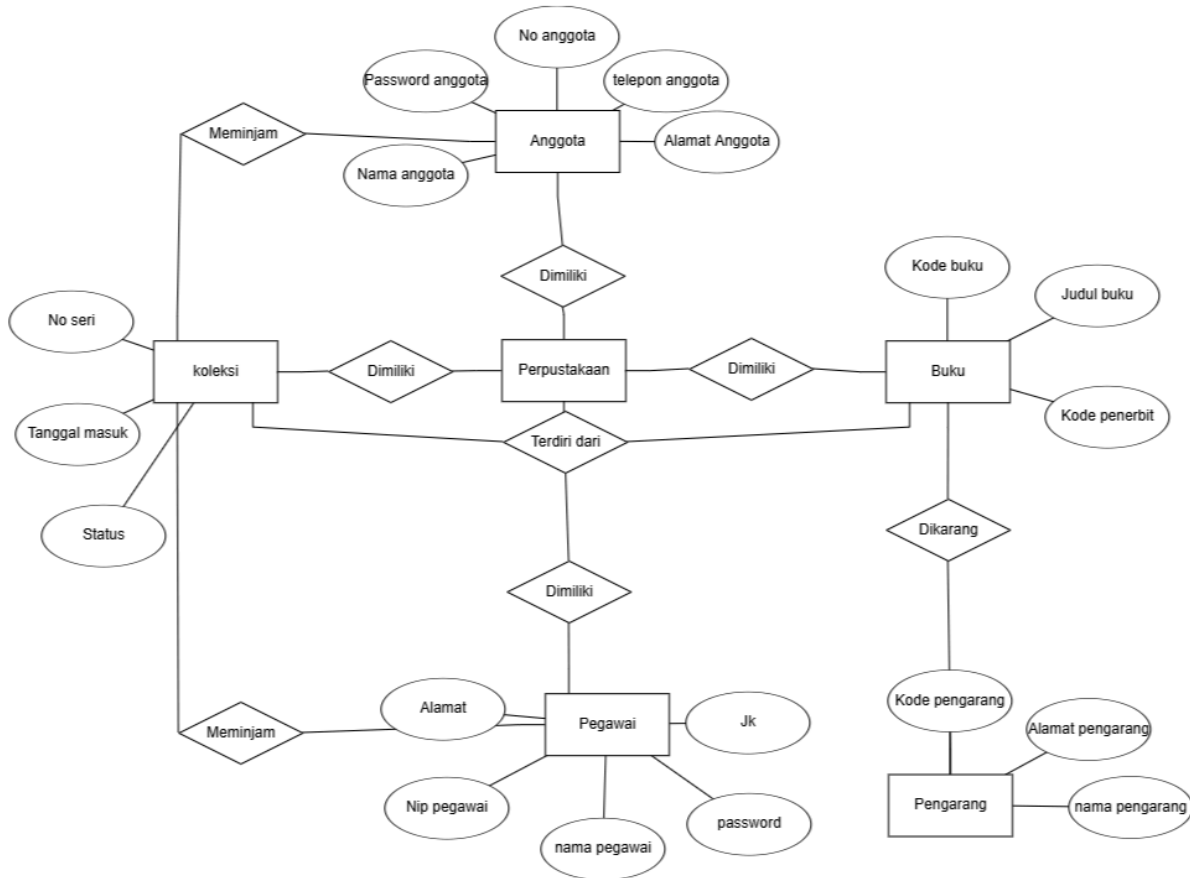 No anggota
Password anggota
telepon anggota
Meminjam
Anggota
Alamat Anggota
Nama anggota
Dimiliki
Kode buku
Judul buku
No seri
koleksi
Dimiliki
Perpustakaan
Dimiliki
Buku
Kode penerbit
Tanggal masuk
Terdiri dari
Status
Dikarang
Dimiliki
Kode pengarang
Alamat
Pegawai
Jk
Meminjam
Alamat pengarang
Nip pegawai
Pengarang
nama pengarang
password
nama pegawai